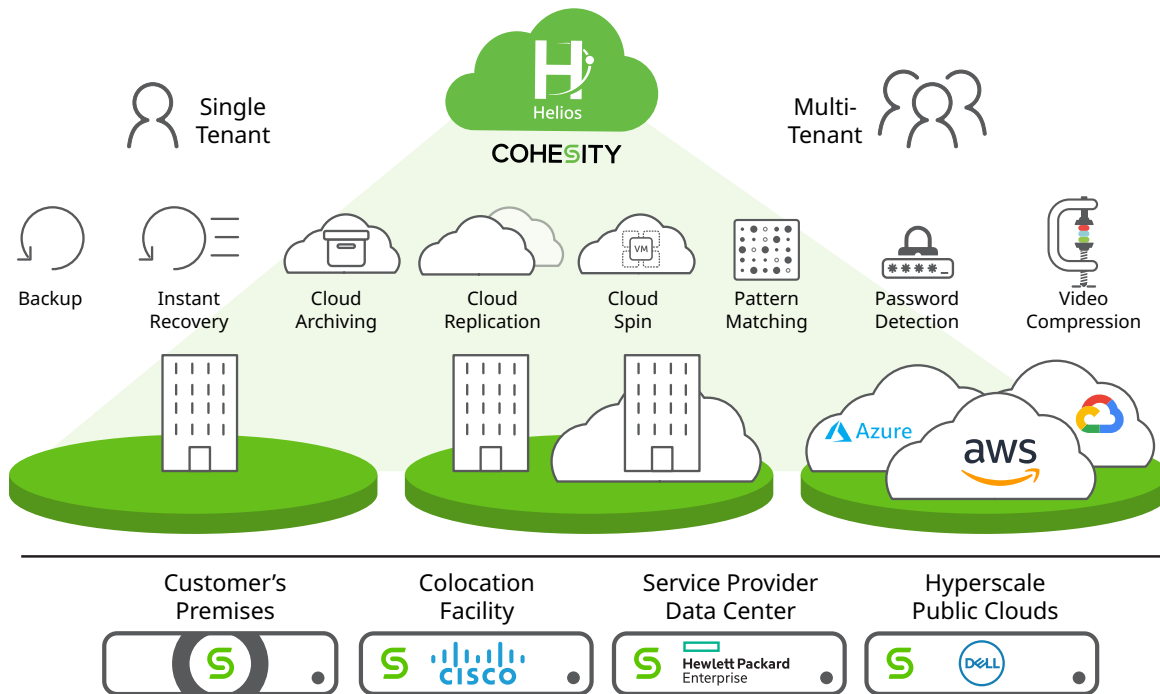 Helios
COHESITY
Single
Tenant
Multi-
Tenant
Backup
Instant
Recovery
Cloud
Archiving
Cloud
Replication
VM
Cloud
Spin
Pattern
Matching
****_
Password
Detection
Video
Compression
Azure
aws
Customer’s
Premises
Colocation
Facility
Service Provider
Data Center
Hyperscale
Public Clouds
S
S
CISCO
S
Hewlett Packard
Enterprise
S
DELL